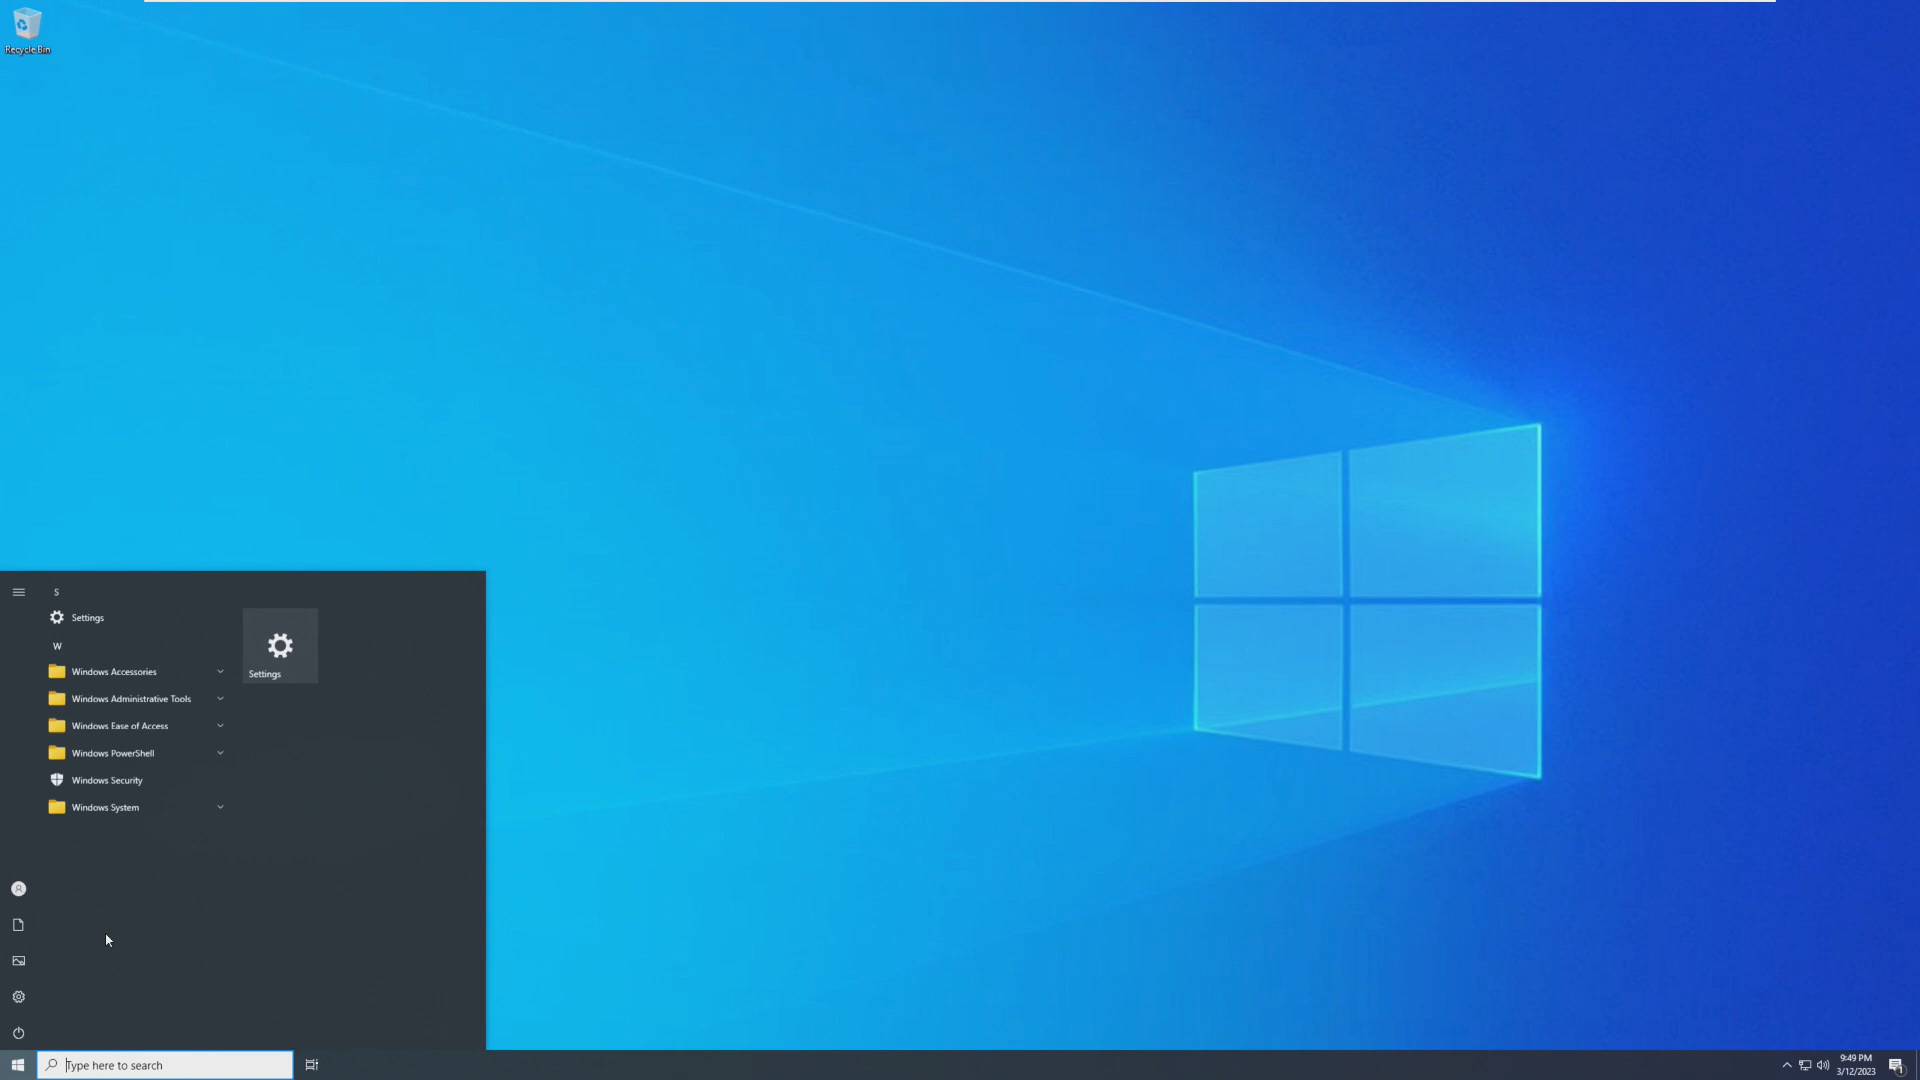 Recycle Bin
S
Settings
W
Windows Accessories
Windows Administrative Tools
Windows Ease of Access
Windows PowerShell
Windows Security
Windows System
Settings
Type here to search
9:49 PM
3/12/2023
1